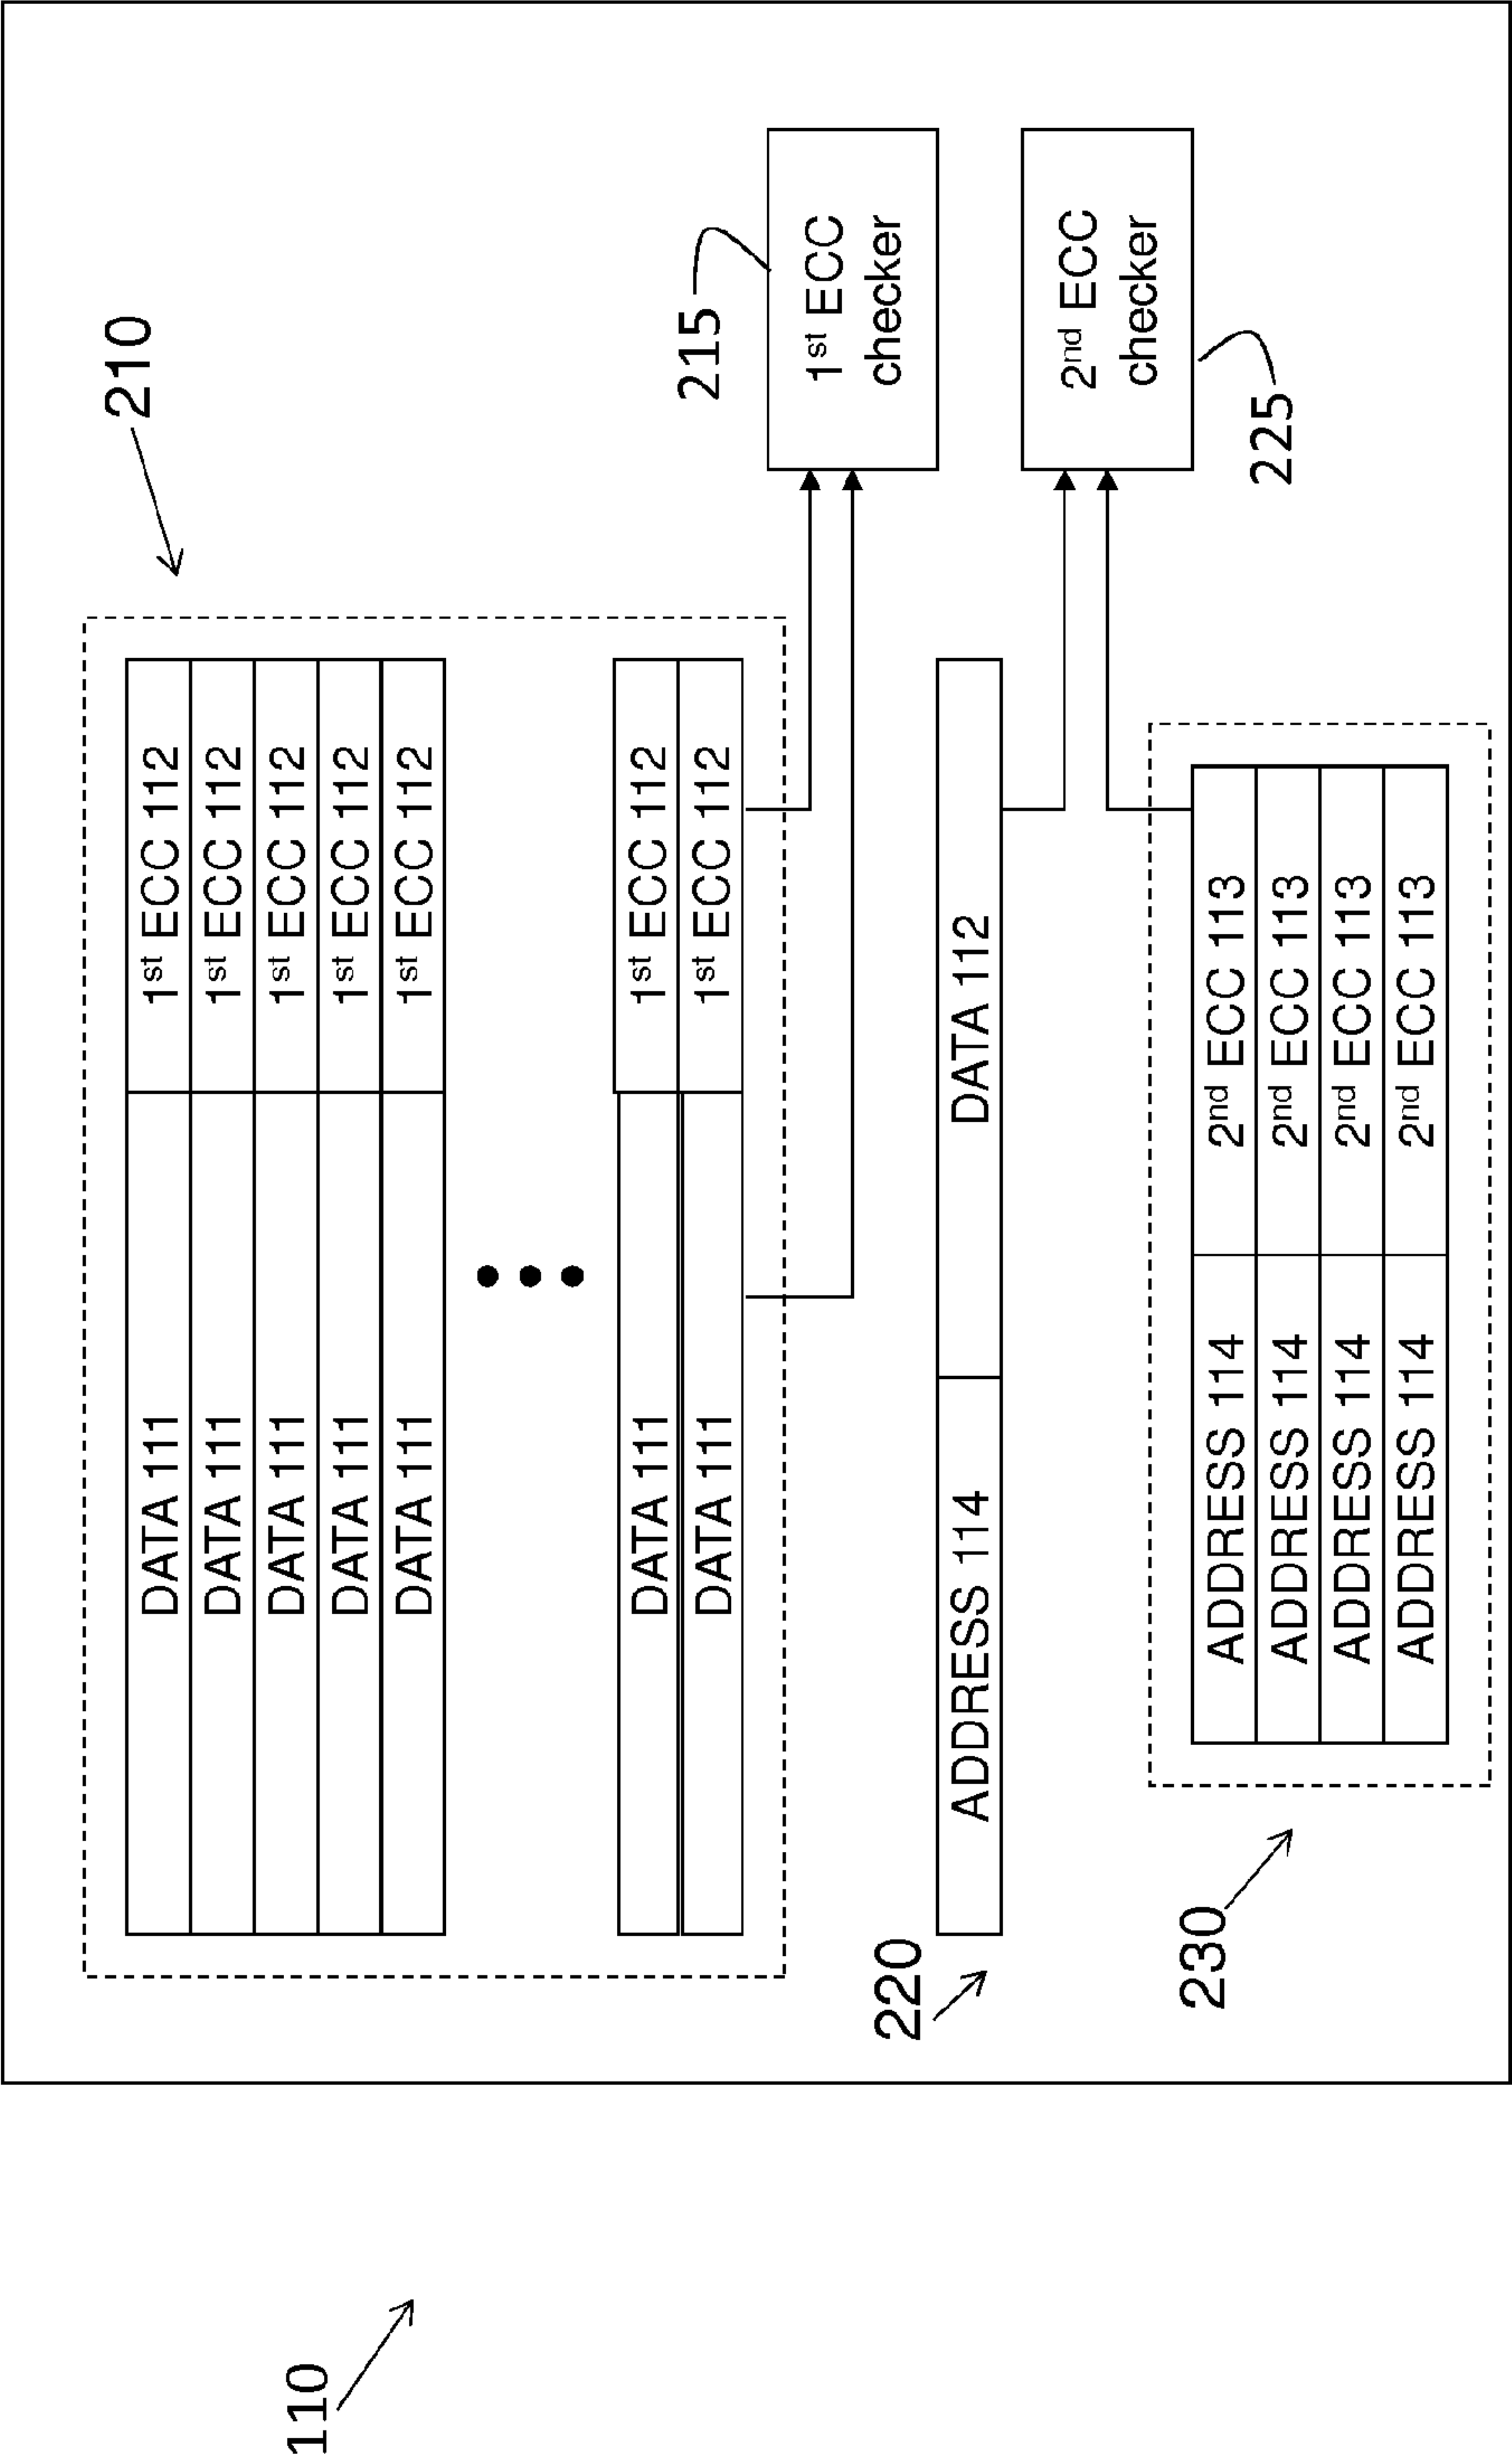 110
210
DATA 111 1st ECC 112
DATA 111 1st ECC 112
DATA 111 1st ECC 112
DATA 111 1st ECC 112
DATA 111 1st ECC 112
DATA 111 1st ECC 112
DATA 111 1st ECC 112
215
1st ECC
checker
220
ADDRESS 114 DATA 112
2nd ECC
checker
225
230
ADDRESS 114 2nd ECC 113
ADDRESS 114 2nd ECC 113
ADDRESS 114 2nd ECC 113
ADDRESS 114 2nd ECC 113